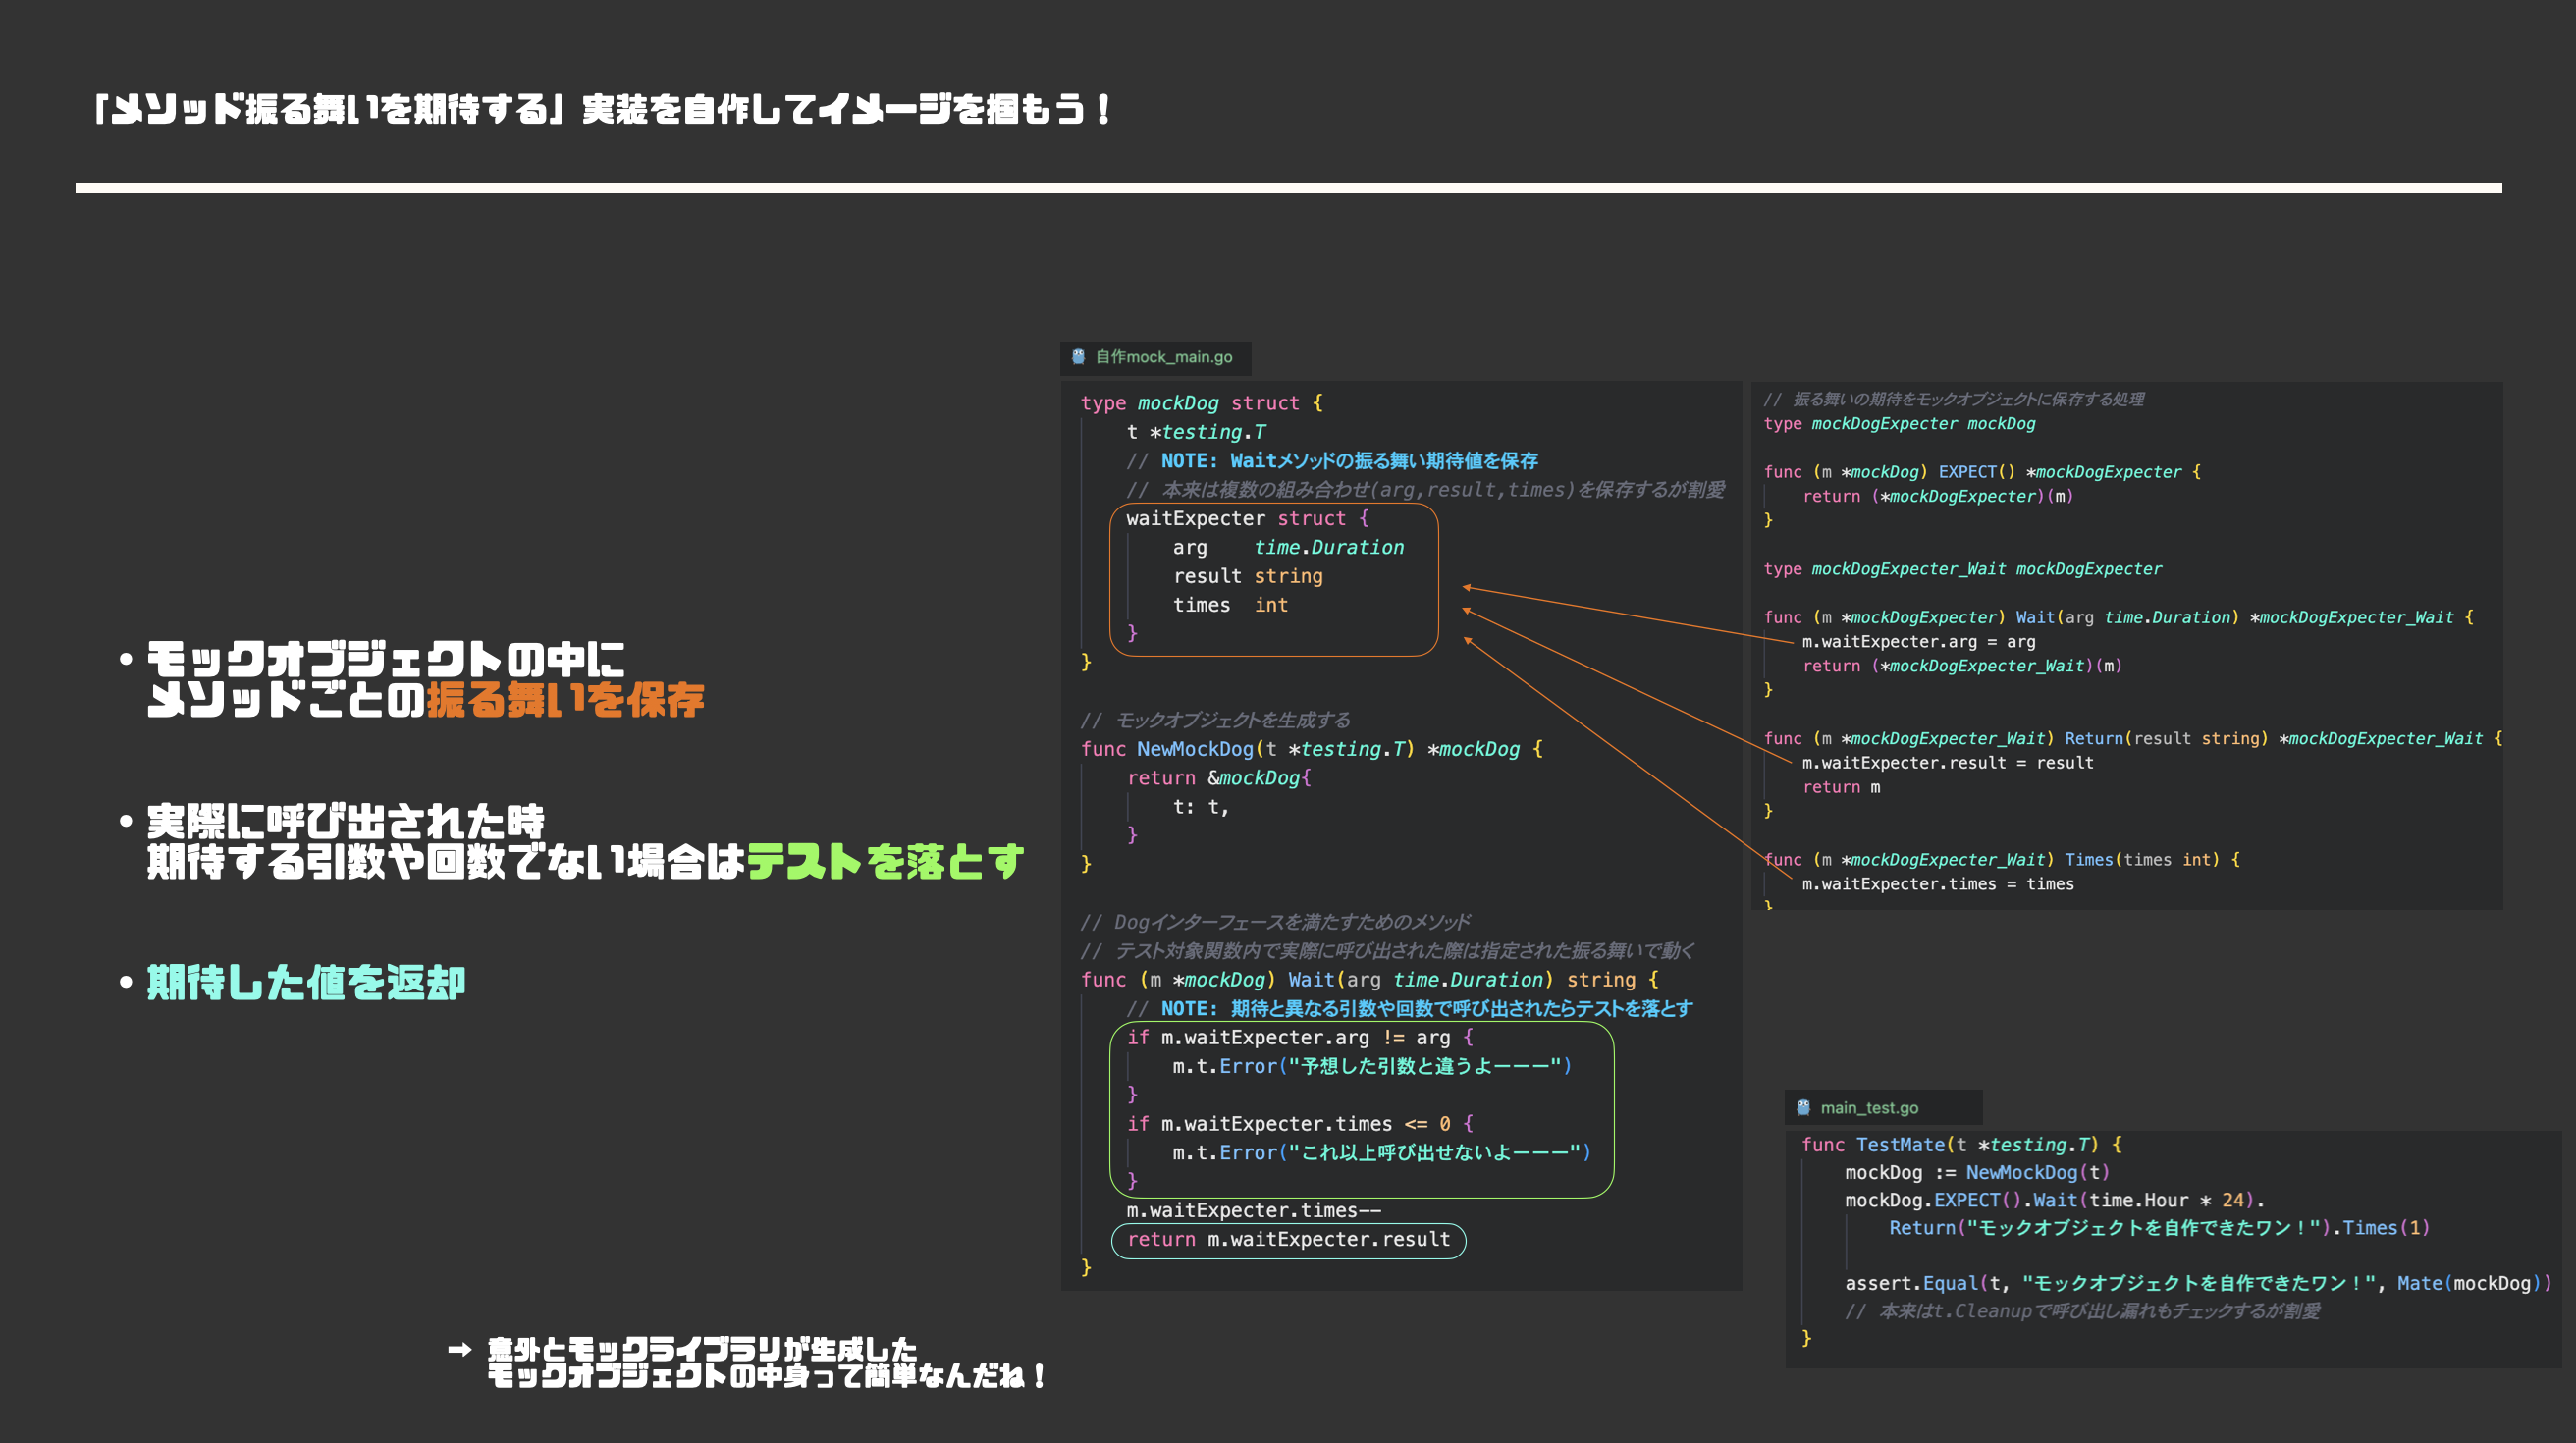 「メソッド振る舞いを期待する」実装を自作してイメージを掴もう！
• モックオブジェクトの中に
メソッドごとの振る舞いを保存
• 実際に呼び出された時
期待する引数や回数でない場合はテストを落とす
• 期待した値を返却
➡ 意外とモックライブラリが生成した
モックオブジェクトの中身って簡単なんだね！
自作mock_main.go
type mockDog struct {
    t *testing.T
    // NOTE: Waitメソッドの振る舞い期待値を保存
    // 本来は複数の組み合わせ(arg,result,times)を保存するが割愛
    waitExpecter struct {
        arg    time.Duration
        result string
        times  int
    }
}
// モックオブジェクトを生成する
func NewMockDog(t *testing.T) *mockDog {
    return &mockDog{
        t: t,
    }
}
// Dogインターフェースを満たすためのメソッド
// テスト対象関数内で実際に呼び出された際は指定された振る舞いで動く
func (m *mockDog) Wait(arg time.Duration) string {
    // NOTE: 期待と異なる引数や回数で呼び出されたらテストを落とす
    if m.waitExpecter.arg != arg {
        m.t.Error("予想した引数と違うよーーー")
    }
    if m.waitExpecter.times <= 0 {
        m.t.Error("これ以上呼び出せないよーーー")
    }
    m.waitExpecter.times--
    return m.waitExpecter.result
}
// 振る舞いの期待をモックオブジェクトに保存する処理
type mockDogExpecter mockDog
func (m *mockDog) EXPECT() *mockDogExpecter {
    return (*mockDogExpecter)(m)
}
type mockDogExpecter_Wait mockDogExpecter
func (m *mockDogExpecter) Wait(arg time.Duration) *mockDogExpecter_Wait {
    m.waitExpecter.arg = arg
    return (*mockDogExpecter_Wait)(m)
}
func (m *mockDogExpecter_Wait) Return(result string) *mockDogExpecter_Wait {
    m.waitExpecter.result = result
    return m
}
func (m *mockDogExpecter_Wait) Times(times int) {
    m.waitExpecter.times = times
}
main_test.go
func TestMate(t *testing.T) {
    mockDog := NewMockDog(t)
    mockDog.EXPECT().Wait(time.Hour * 24).
        Return("モックオブジェクトを自作できたワン！").Times(1)
    assert.Equal(t, "モックオブジェクトを自作できたワン！", Mate(mockDog))
    // 本来はt.Cleanupで呼び出し漏れもチェックするが割愛
}